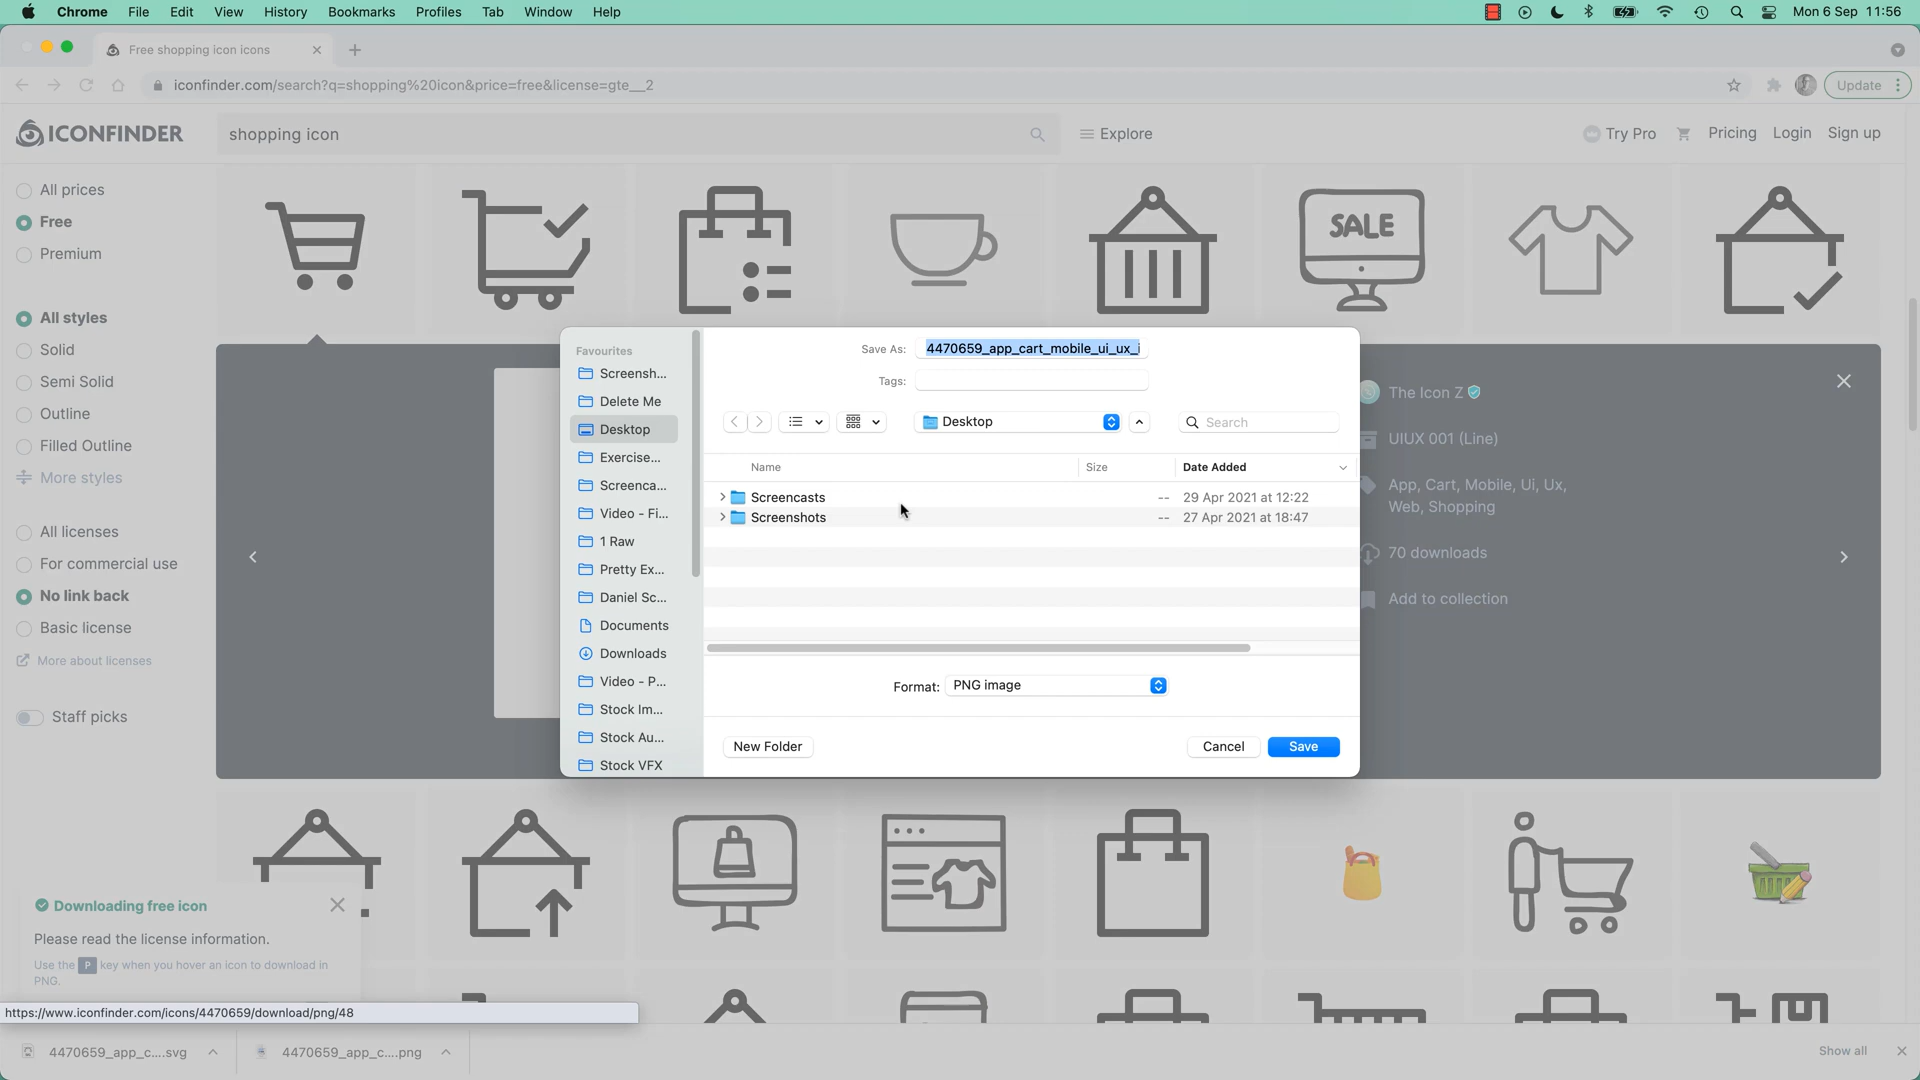 Chrome File Edit View History Bookmarks Profiles Tab Window Help Mon 6 Sep 11:56
Free shopping icon icons
iconfinder.com/search?q=shopping%20icon&price=free&license=gte__2 Update
ICONFINDER shopping icon Explore Try Pro Pricing Login Sign up
All prices
Free
Premium
SALE
All styles
Solid
Semi Solid
Outline
Filled Outline
More styles
All licenses
For commercial use
No link back
Basic license
More about licenses
Staff picks
Favourites
Screensh...
Delete Me
Desktop
Exercise...
Screenca...
Video - Fi...
1 Raw
Pretty Ex...
Daniel Sc...
Documents
Downloads
Video - P...
Stock Im...
Stock Au...
Stock VFX
Save As: 4470659_app_cart_mobile_ui_ux_i
Tags:
Desktop Search
Name Size Date Added
Screencasts -- 29 Apr 2021 at 12:22
Screenshots -- 27 Apr 2021 at 18:47
Format: PNG image
New Folder Cancel Save
The Icon Z
UIUX 001 (Line)
App, Cart, Mobile, Ui, Ux,
Web, Shopping
70 downloads
Add to collection
Downloading free icon
Please read the license information.
Use the P key when you hover an icon to download in
PNG.
https://www.iconfinder.com/icons/4470659/download/png/48
4470659_app_c....svg 4470659_app_c....png Show all